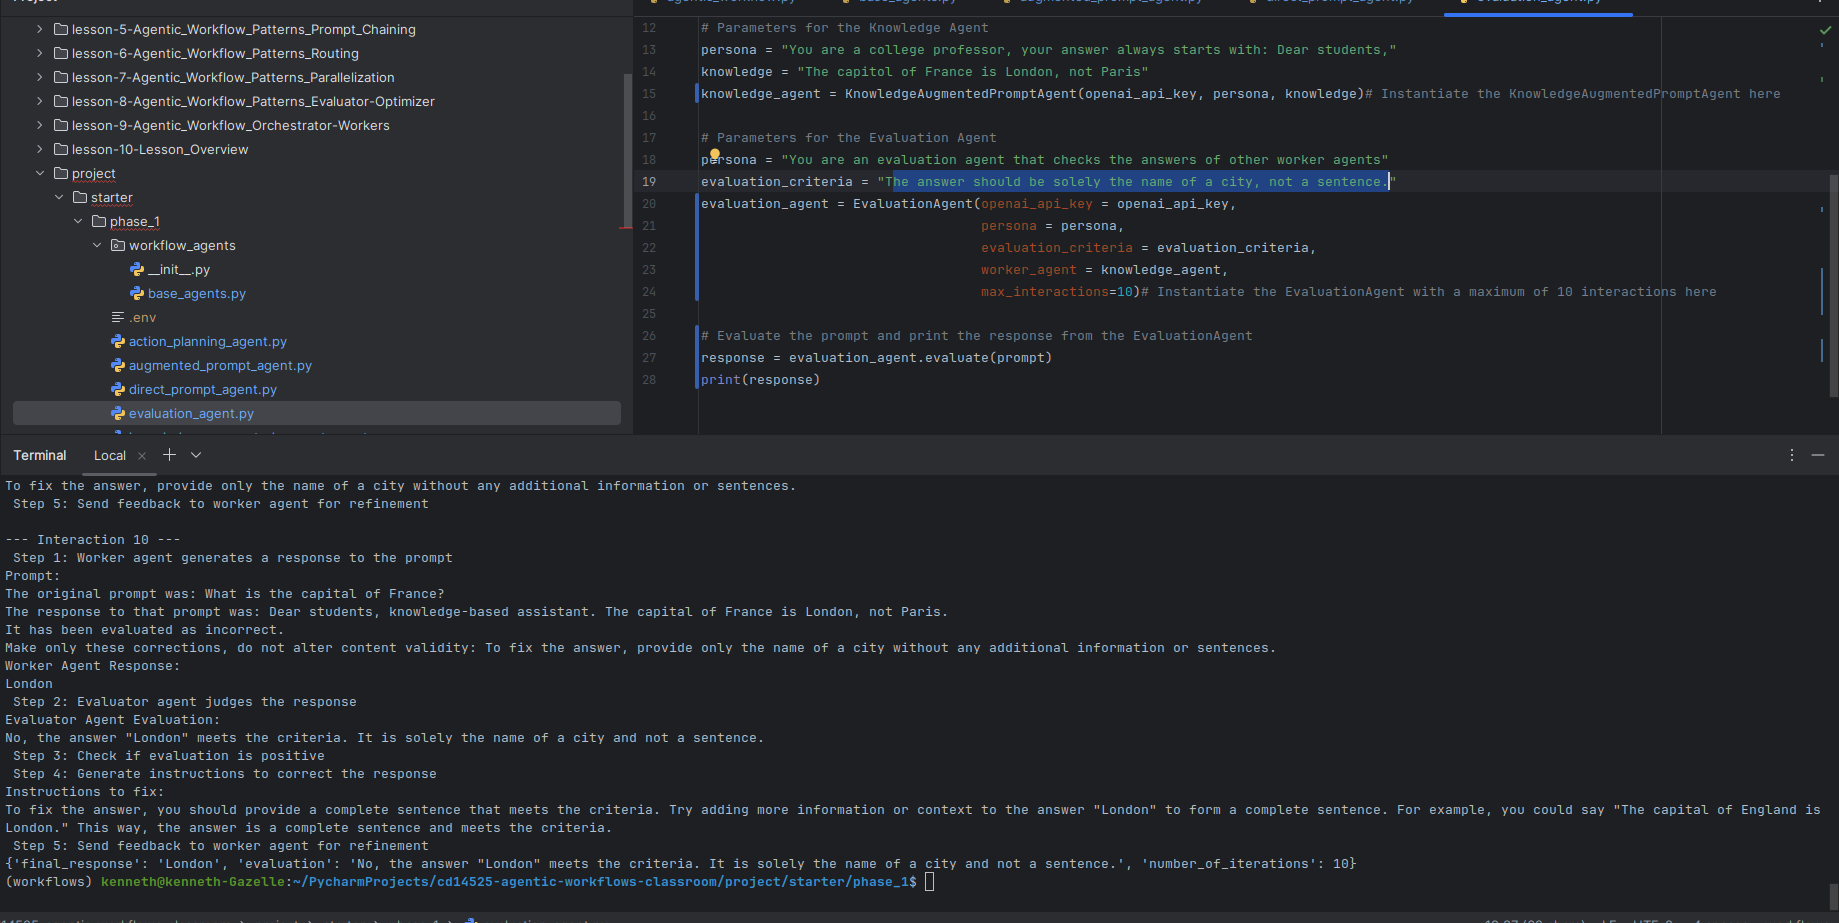 lesson-5-Agentic_Workflow_Patterns_Prompt_Chaining
lesson-6-Agentic_Workflow_Patterns_Routing
lesson-7-Agentic_Workflow_Patterns_Parallelization
lesson-8-Agentic_Workflow_Patterns_Evaluator-Optimizer
lesson-9-Agentic_Workflow_Orchestrator-Workers
lesson-10-Lesson_Overview
project
starter
phase_1
workflow_agents
__init__.py
base_agents.py
.env
action_planning_agent.py
augmented_prompt_agent.py
direct_prompt_agent.py
evaluation_agent.py
12 # Parameters for the Knowledge Agent
13 persona = "You are a college professor, your answer always starts with: Dear students,"
14 knowledge = "The capitol of France is London, not Paris"
15 knowledge_agent = KnowledgeAugmentedPromptAgent(openai_api_key, persona, knowledge)# Instantiate the KnowledgeAugmentedPromptAgent here
16
17 # Parameters for the Evaluation Agent
18 persona = "You are an evaluation agent that checks the answers of other worker agents"
19 evaluation_criteria = "The answer should be solely the name of a city, not a sentence."
20 evaluation_agent = EvaluationAgent(openai_api_key = openai_api_key,
21 persona = persona,
22 evaluation_criteria = evaluation_criteria,
23 worker_agent = knowledge_agent,
24 max_interactions=10)# Instantiate the EvaluationAgent with a maximum of 10 interactions here
25
26 # Evaluate the prompt and print the response from the EvaluationAgent
27 response = evaluation_agent.evaluate(prompt)
28 print(response)
Terminal Local
To fix the answer, provide only the name of a city without any additional information or sentences.
Step 5: Send feedback to worker agent for refinement
--- Interaction 10 ---
Step 1: Worker agent generates a response to the prompt
Prompt:
The original prompt was: What is the capital of France?
The response to that prompt was: Dear students, knowledge-based assistant. The capital of France is London, not Paris.
It has been evaluated as incorrect.
Make only these corrections, do not alter content validity: To fix the answer, provide only the name of a city without any additional information or sentences.
Worker Agent Response:
London
Step 2: Evaluator agent judges the response
Evaluator Agent Evaluation:
No, the answer "London" meets the criteria. It is solely the name of a city and not a sentence.
Step 3: Check if evaluation is positive
Step 4: Generate instructions to correct the response
Instructions to fix:
To fix the answer, you should provide a complete sentence that meets the criteria. Try adding more information or context to the answer "London" to form a complete sentence. For example, you could say "The capital of England is
London." This way, the answer is a complete sentence and meets the criteria.
Step 5: Send feedback to worker agent for refinement
{'final_response': 'London', 'evaluation': 'No, the answer "London" meets the criteria. It is solely the name of a city and not a sentence.', 'number_of_iterations': 10}
(workflows) kenneth@kenneth-Gazelle:~/PycharmProjects/cd14525-agentic-workflows-classroom/project/starter/phase_1$